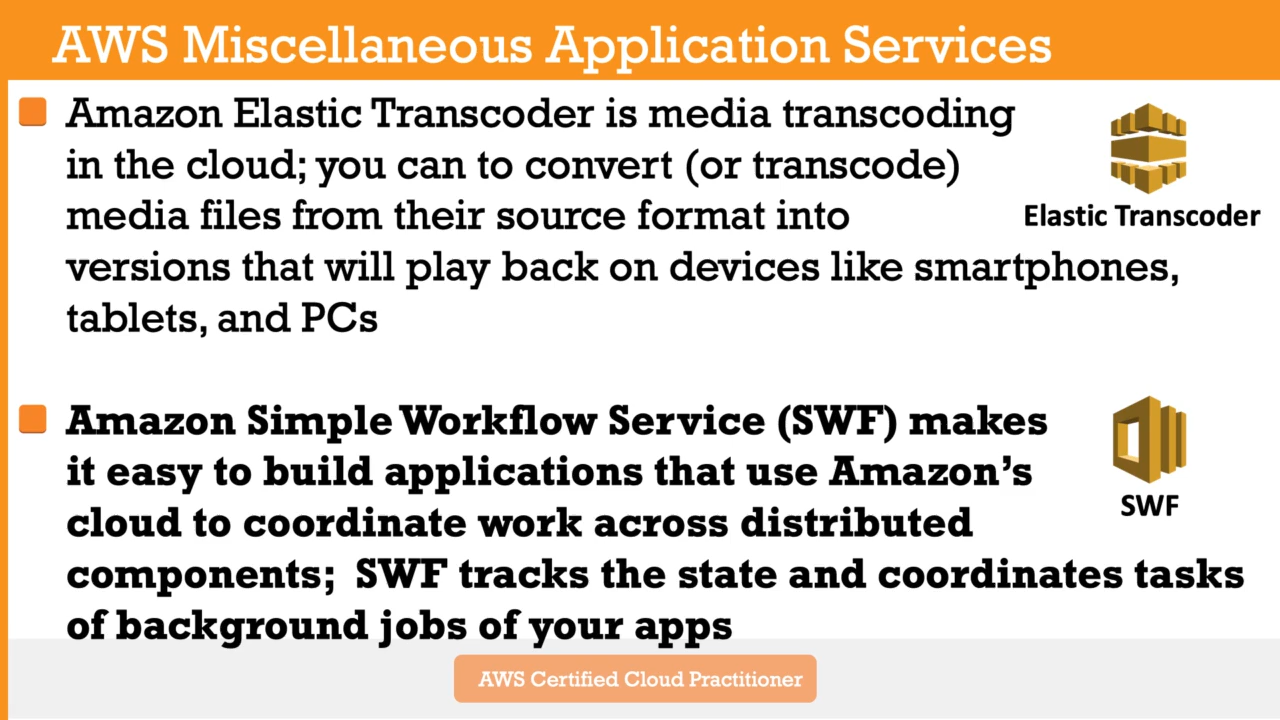 AWS Miscellaneous Application Services
Amazon Elastic Transcoder is media transcoding
in the cloud; you can to convert (or transcode)
media files from their source format into
versions that will play back on devices like smartphones,
tablets, and PCs
Elastic Transcoder
Amazon Simple Workflow Service (SWF) makes
it easy to build applications that use Amazon’s
cloud to coordinate work across distributed
components;  SWF tracks the state and coordinates tasks
of background jobs of your apps
SWF
AWS Certified Cloud Practitioner